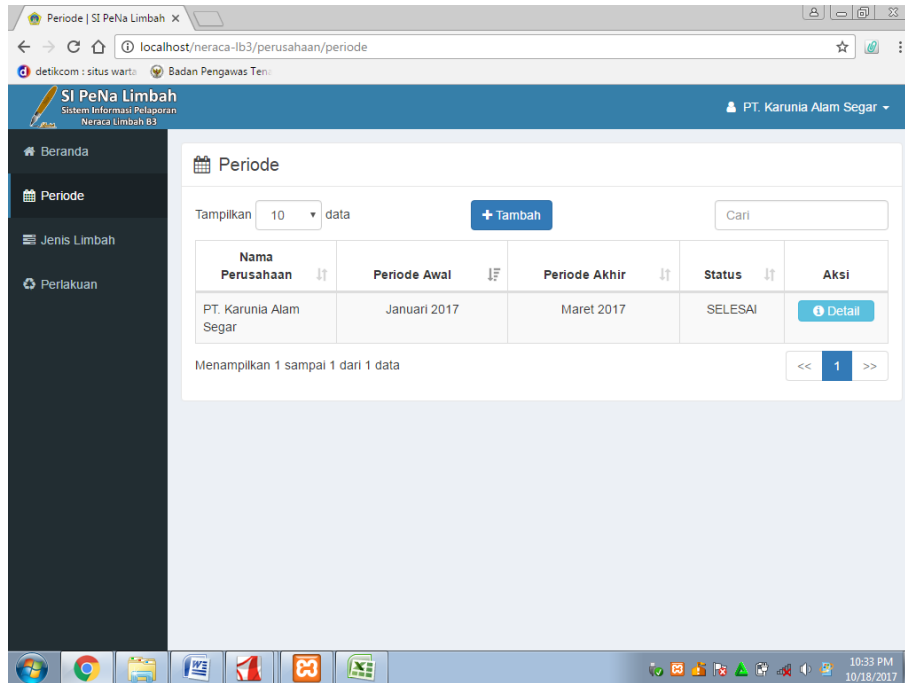 Periode | SI PeNa Limbah
localhost/neraca-lb3/perusahaan/periode
detikcom : situs warta
Badan Pengawas Ten
SI PeNa Limbah
Sistem Informasi Pelaporan
Neraca Limbah B3
PT. Karunia Alam Segar
Beranda
Periode
Jenis Limbah
Perlakuan
Periode
Tampilkan 10 data
+ Tambah
Cari
Nama Perusahaan Periode Awal Periode Akhir Status Aksi
PT. Karunia Alam Segar Januari 2017 Maret 2017 SELESAI Detail
Menampilkan 1 sampai 1 dari 1 data
<< 1 >>
10:33 PM
10/18/2017